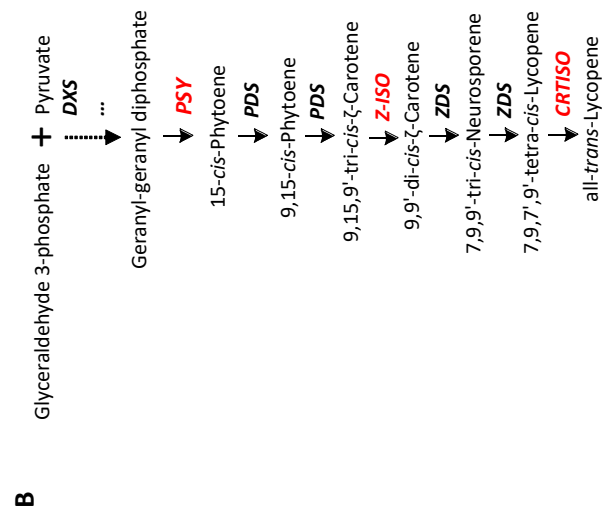 B
Glyceraldehyde 3-phosphate + Pyruvate
DXS
...
Geranyl-geranyl diphosphate
PSY
15-cis-Phytoene
PDS
9,15-cis-Phytoene
PDS
9,15,9'-tri-cis-ζ-Carotene
Z-ISO
9,9'-di-cis-ζ-Carotene
ZDS
7,9,9'-tri-cis-Neurosporene
ZDS
7,9,7',9'-tetra-cis-Lycopene
CRTISO
all-trans-Lycopene